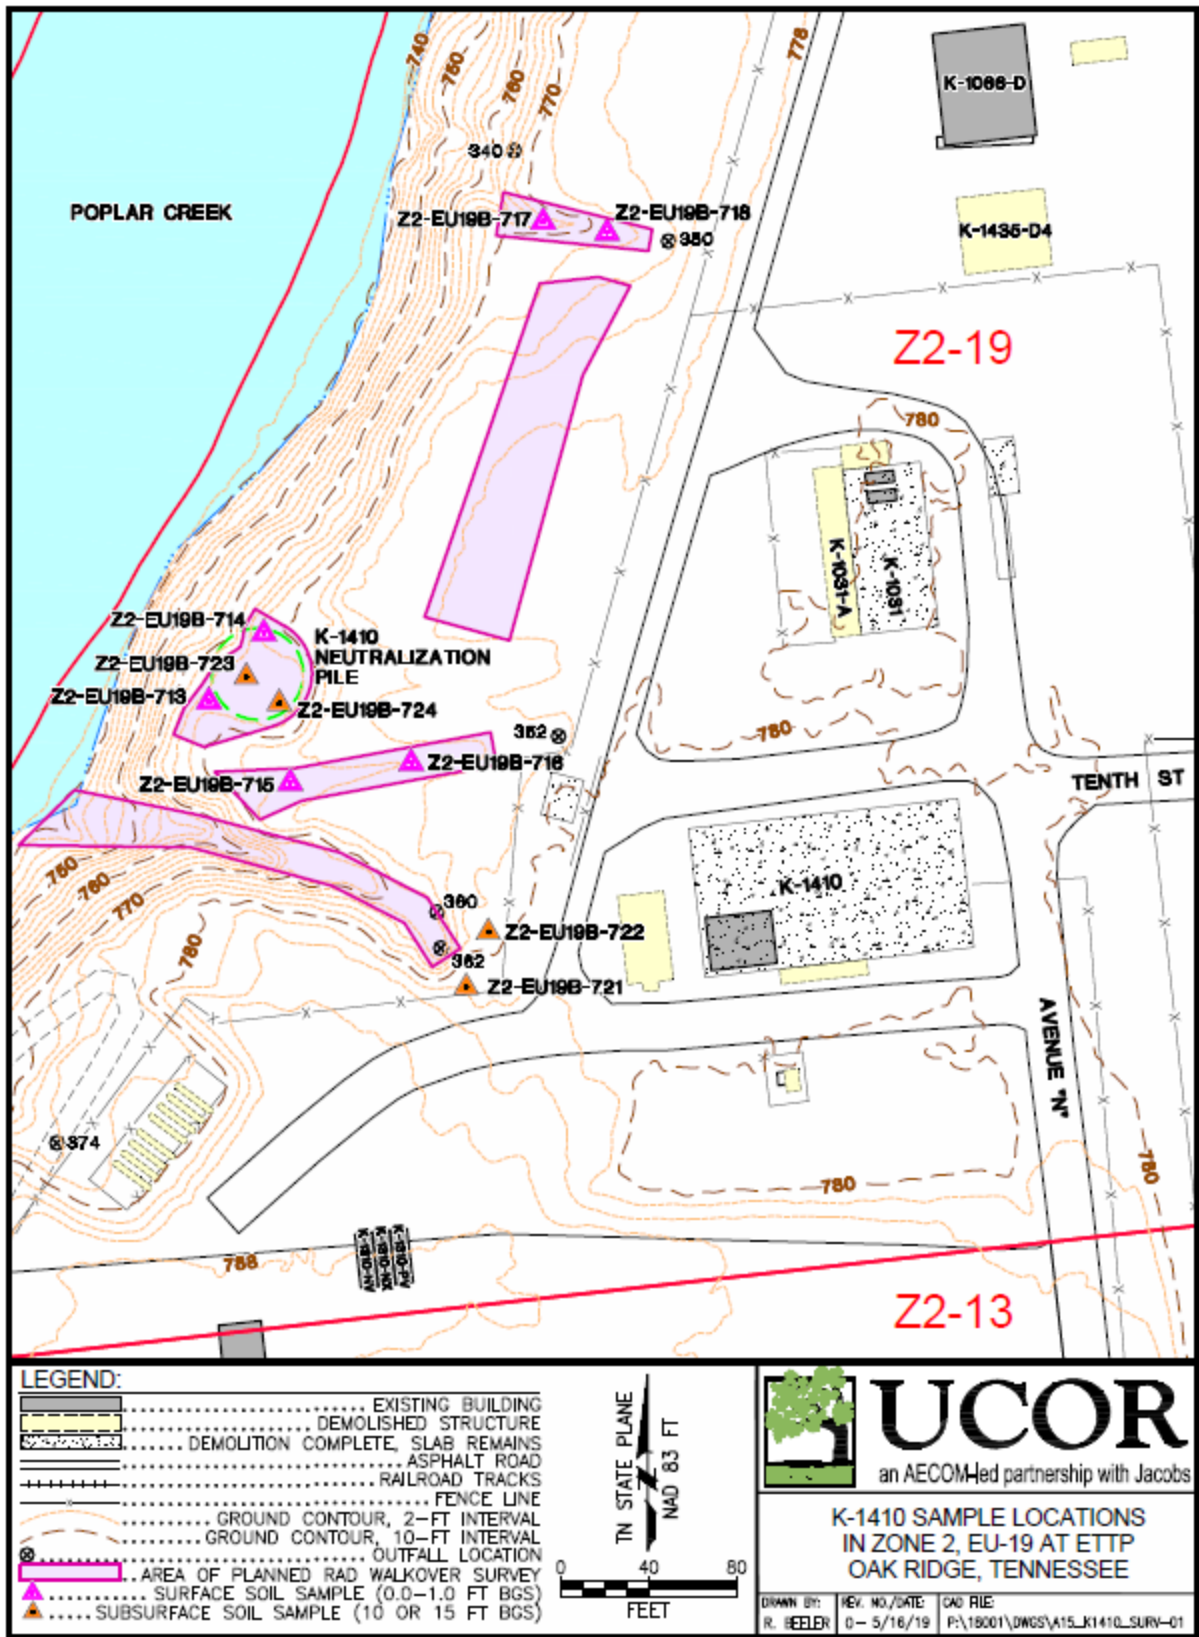 740
750
760
770
778
K-1066-D
340
POPLAR CREEK
Z2-EU19B-717
Z2-EU19B-718
350
K-1435-D4
Z2-19
780
K-1031-A
K-1031
Z2-EU19B-714
K-1410
NEUTRALIZATION
PILE
Z2-EU19B-723
Z2-EU19B-713
Z2-EU19B-724
352
780
Z2-EU19B-716
Z2-EU19B-715
TENTH ST
750
760
770
780
K-1410
360
Z2-EU19B-722
362
Z2-EU19B-721
AVENUE "N"
374
780
780
788
Z2-13
LEGEND:
EXISTING BUILDING
DEMOLISHED STRUCTURE
DEMOLITION COMPLETE, SLAB REMAINS
ASPHALT ROAD
RAILROAD TRACKS
FENCE LINE
GROUND CONTOUR, 2-FT INTERVAL
GROUND CONTOUR, 10-FT INTERVAL
OUTFALL LOCATION
AREA OF PLANNED RAD WALKOVER SURVEY
SURFACE SOIL SAMPLE (0.0-1.0 FT BGS)
SUBSURFACE SOIL SAMPLE (10 OR 15 FT BGS)
TN STATE PLANE
NAD 83 FT
0 40 80
FEET
UCOR
an AECOM-led partnership with Jacobs
K-1410 SAMPLE LOCATIONS
IN ZONE 2, EU-19 AT ETTP
OAK RIDGE, TENNESSEE
DRAWN BY:
R. BEELER
REV. NO./DATE:
0- 5/16/19
CAD FILE:
P:\16001\DWGS\A15_K1410_SURV-01